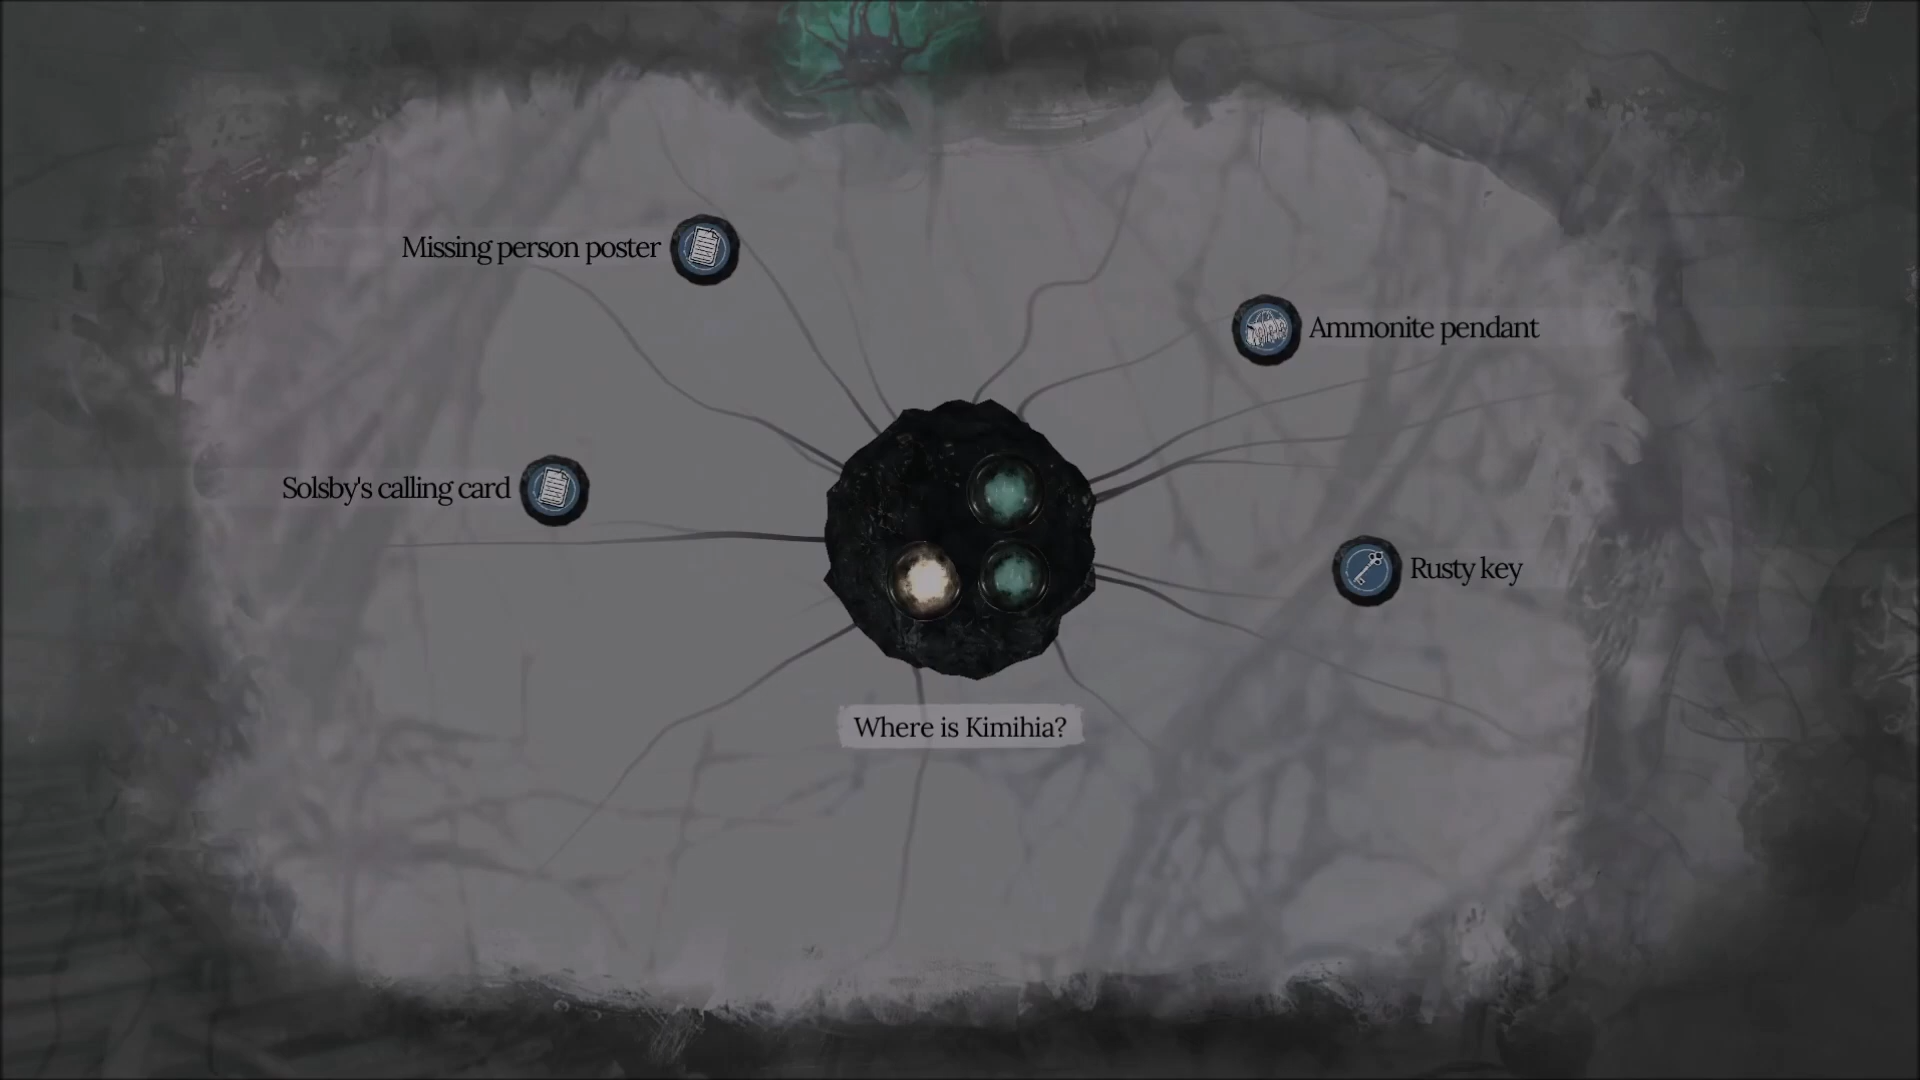 Missing person poster
Ammonite pendant
Solsby's calling card
Rusty key
Where is Kimihia?